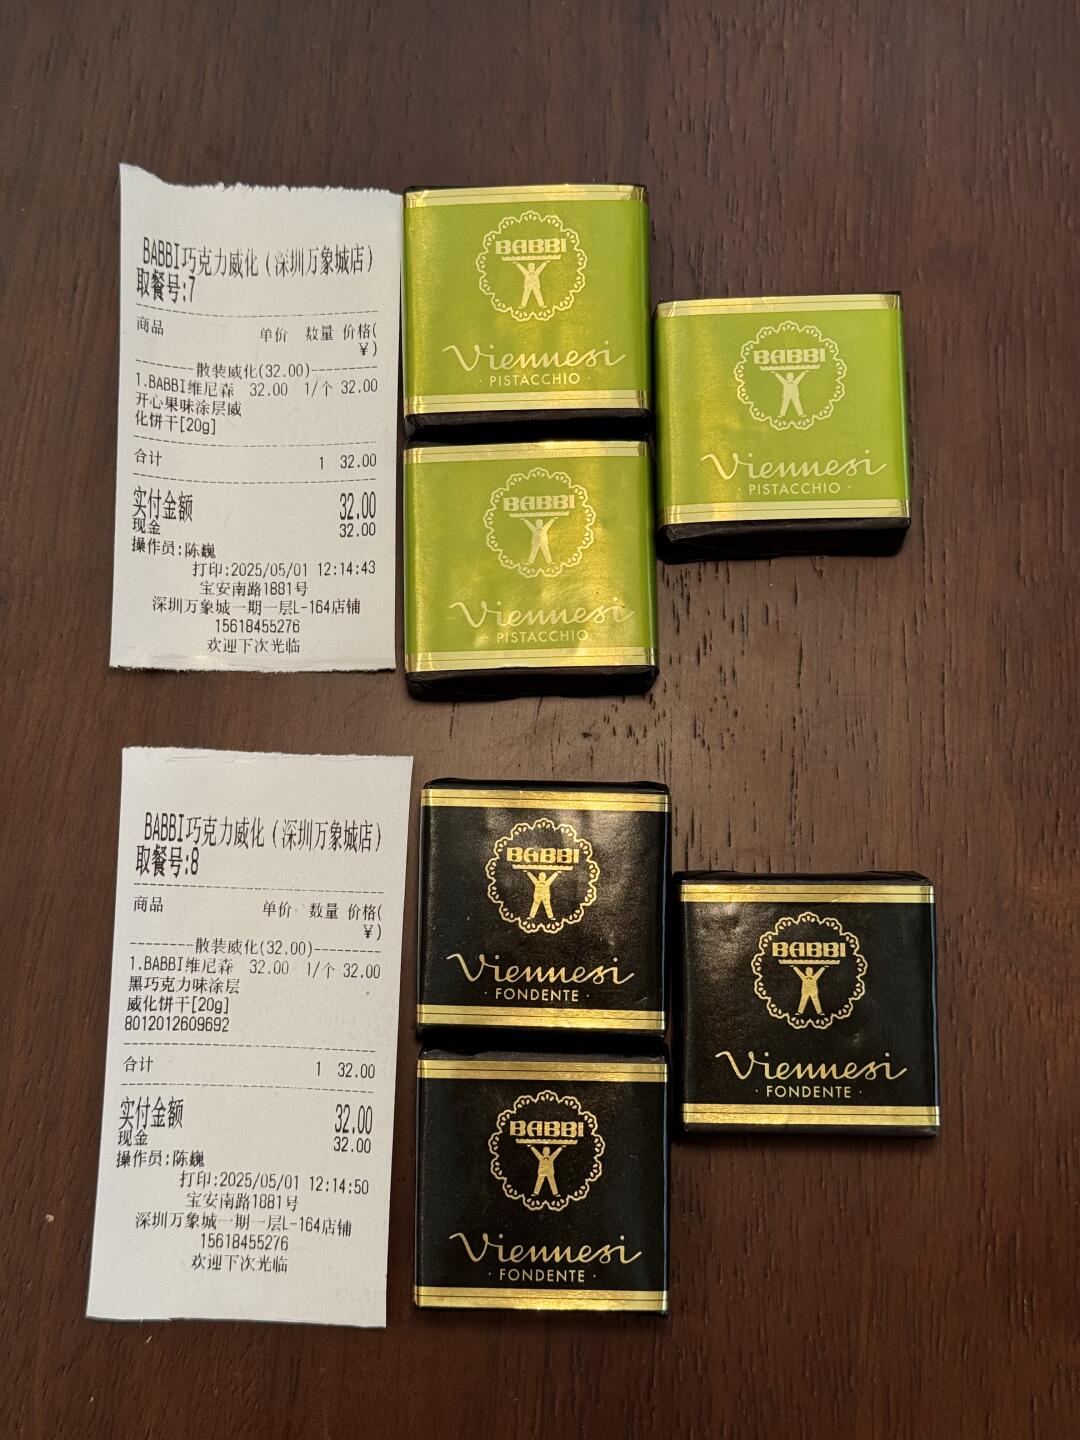 BABBI巧克力威化(深圳万象城店)
取餐号:7
商品 单价 数量 价格(
¥)
散装威化(32.00)
1.BABBI维尼森 32.00 1/个 32.00
开心果味涂层威
化饼干[20g]
合计 1 32.00
实付金额 32.00
现金 32.00
操作员:陈巍
打印:2025/05/01 12:14:43
宝安南路1881号
深圳万象城一期一层L-164店铺
15618455276
欢迎下次光临
BABBI
Viennesi
· PISTACCHIO ·
BABBI
Viennesi
· PISTACCHIO ·
BABBI
Viennesi
PISTACCHIO
BABBI巧克力威化(深圳万象城店)
取餐号:8
商品 单价 数量 价格(
¥)
散装威化(32.00)
1.BABBI维尼森 32.00 1/个 32.00
黑巧克力味涂层
威化饼干[20g]
8012012609692
合计 1 32.00
实付金额 32.00
现金 32.00
操作员:陈巍
打印:2025/05/01 12:14:50
宝安南路1881号
深圳万象城一期一层L-164店铺
15618455276
欢迎下次光临
BABBI
Viennesi
· FONDENTE ·
BABBI
Viennesi
· FONDENTE ·
BABBI
Viennesi
· FONDENTE ·